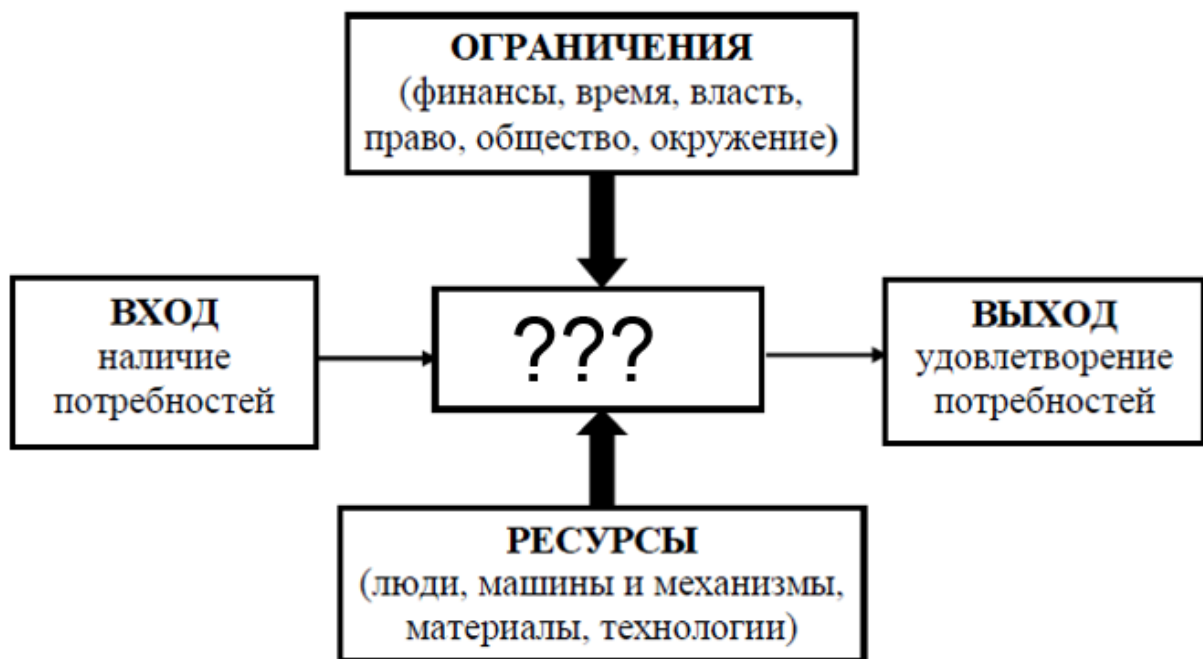 ОГРАНИЧЕНИЯ
(финансы, время, власть,
право, общество, окружение)
ВХОД
наличие
потребностей
???
ВЫХОД
удовлетворение
потребностей
РЕСУРСЫ
(люди, машины и механизмы,
материалы, технологии)